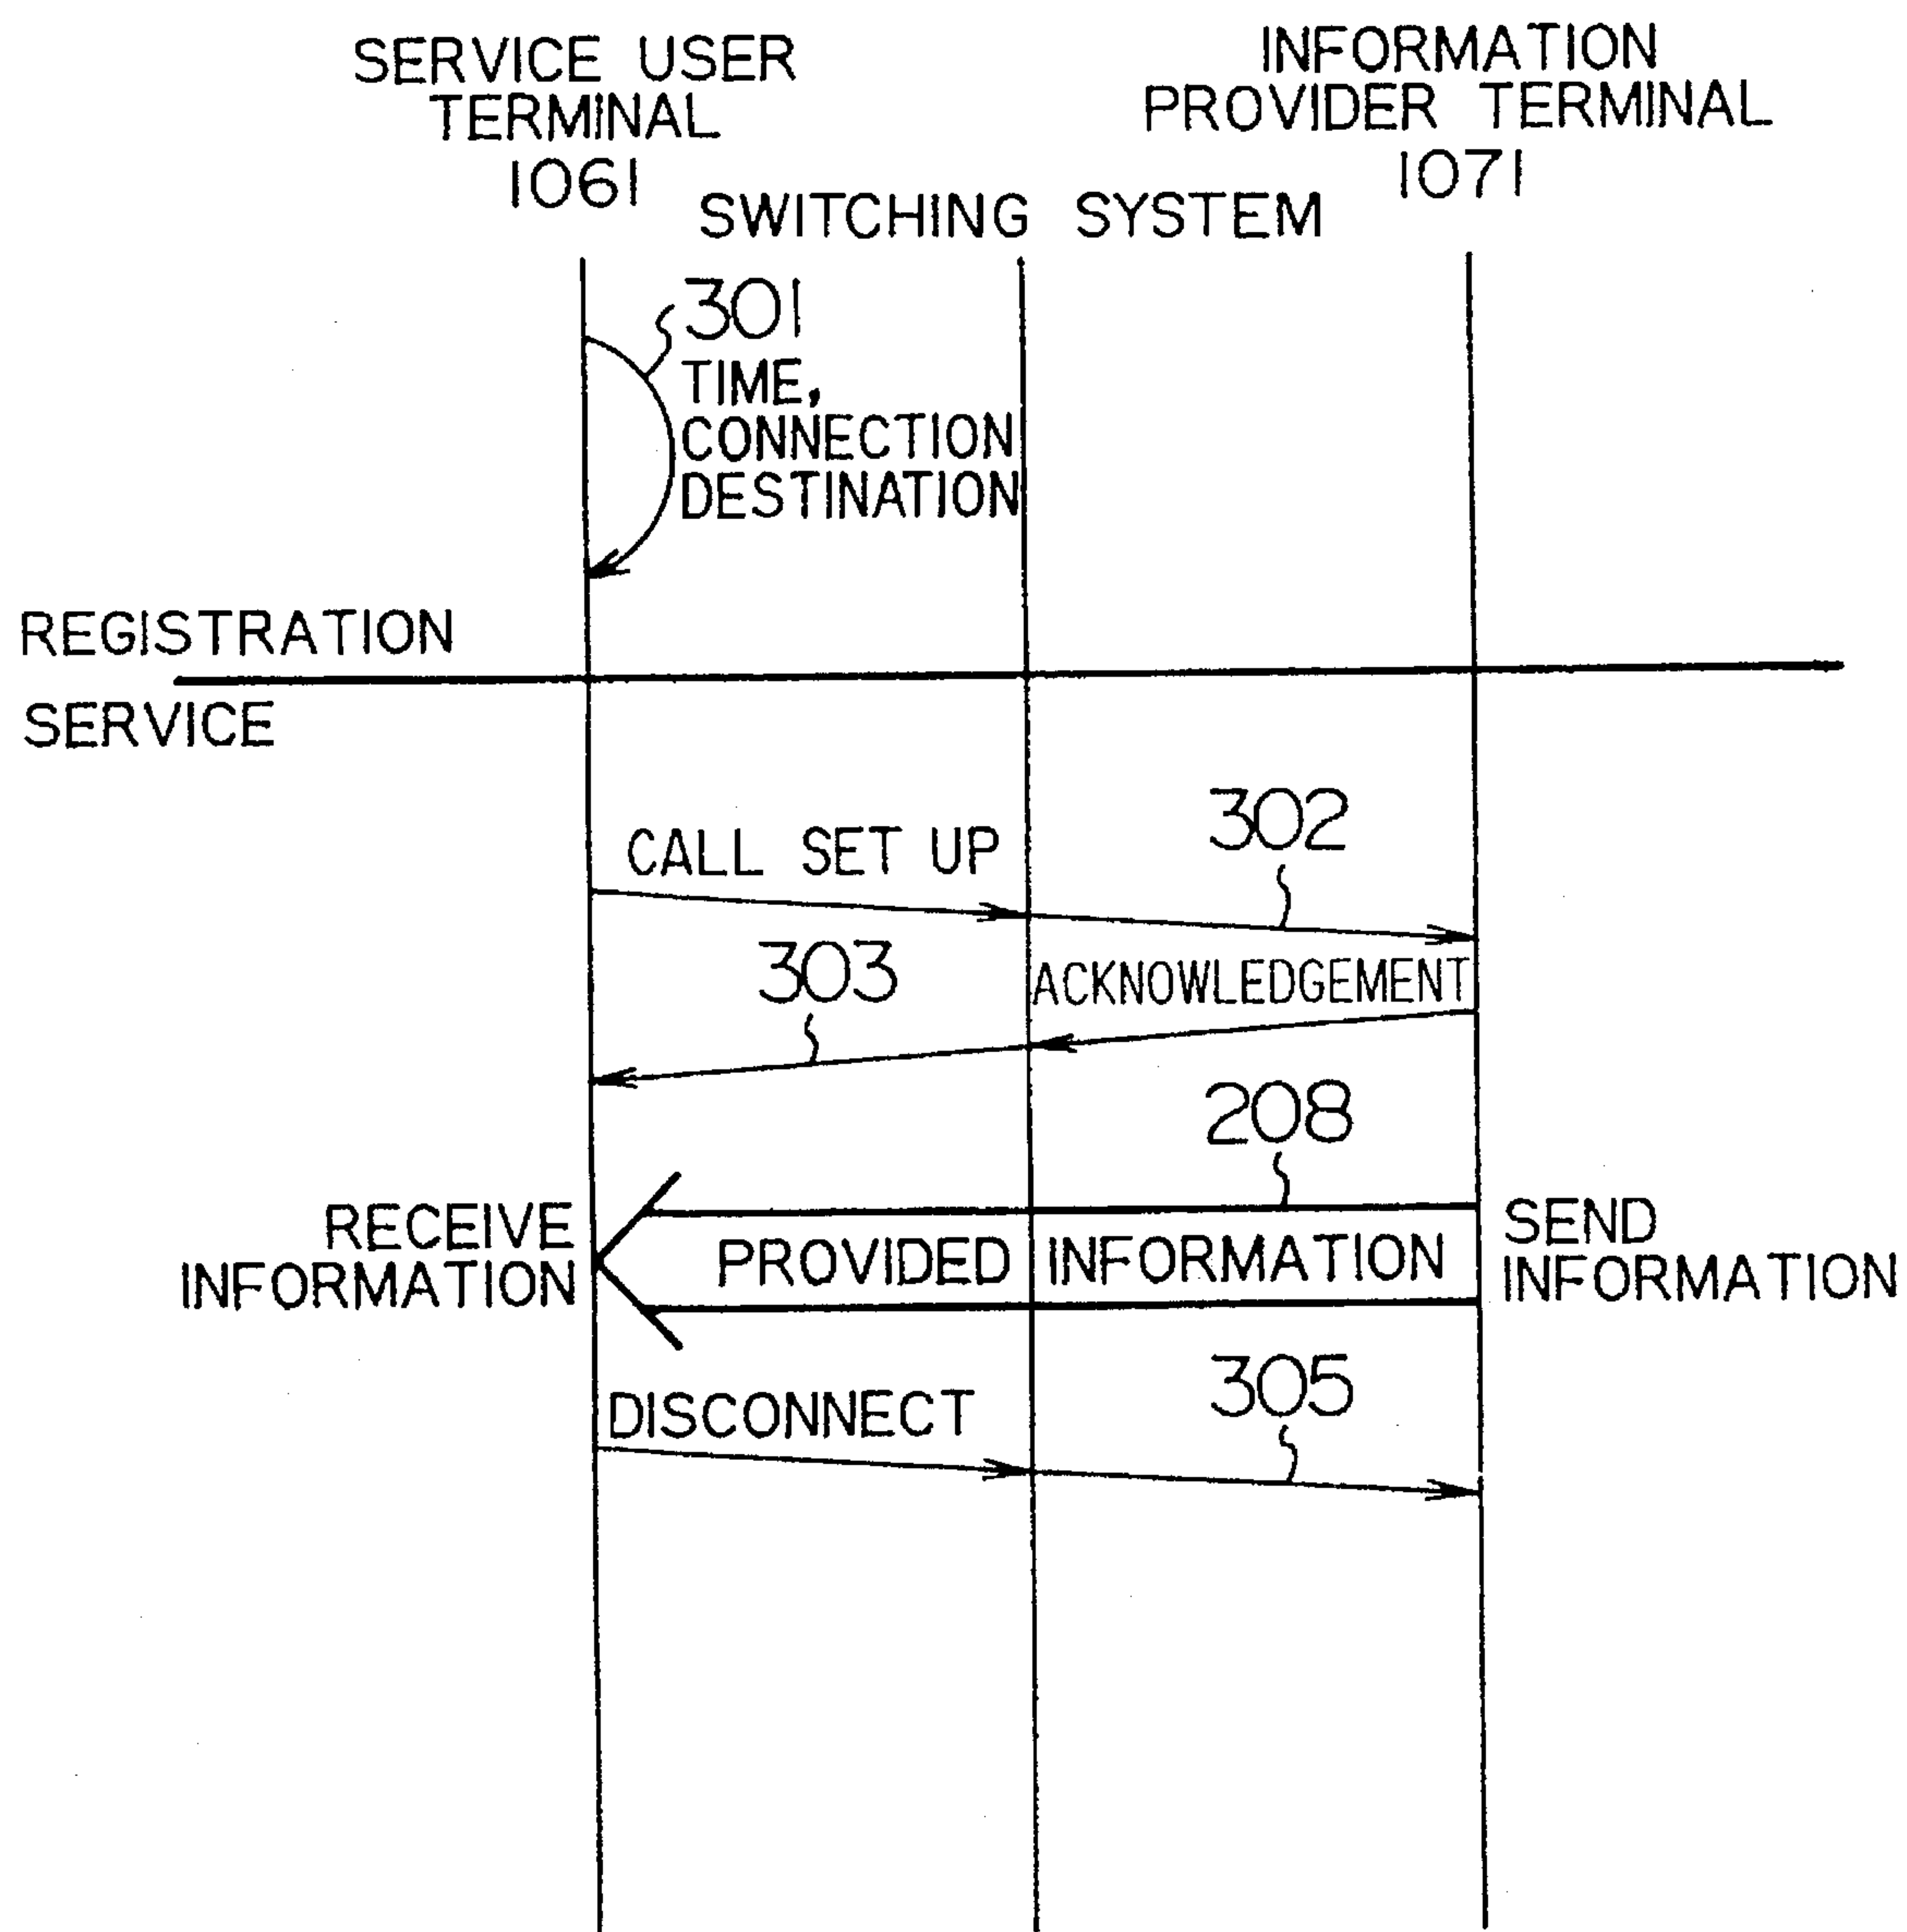 SERVICE USER
TERMINAL
1061
INFORMATION
PROVIDER TERMINAL
1071
SWITCHING SYSTEM
301
TIME,
CONNECTION
DESTINATION
REGISTRATION
SERVICE
302
CALL SET UP
303
ACKNOWLEDGEMENT
208
RECEIVE
INFORMATION
PROVIDED INFORMATION
SEND
INFORMATION
305
DISCONNECT